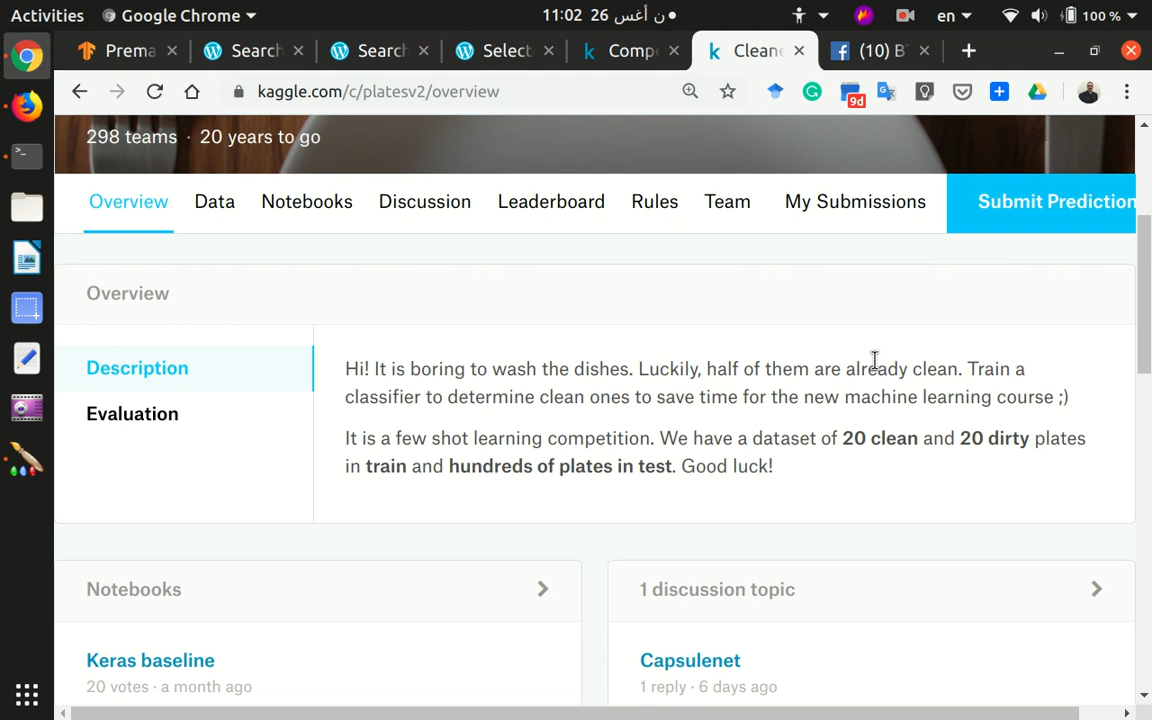 Activities Google Chrome 11:02 26 ن أغس en 100 %
Prema Search Search Select Comp Cleane (10) B
kaggle.com/c/platesv2/overview 9d
298 teams · 20 years to go
Overview Data Notebooks Discussion Leaderboard Rules Team My Submissions Submit Prediction
Overview
Description
Evaluation
Hi! It is boring to wash the dishes. Luckily, half of them are already clean. Train a
classifier to determine clean ones to save time for the new machine learning course ;)
It is a few shot learning competition. We have a dataset of 20 clean and 20 dirty plates
in train and hundreds of plates in test. Good luck!
Notebooks
Keras baseline
20 votes · a month ago
1 discussion topic
Capsulenet
1 reply · 6 days ago